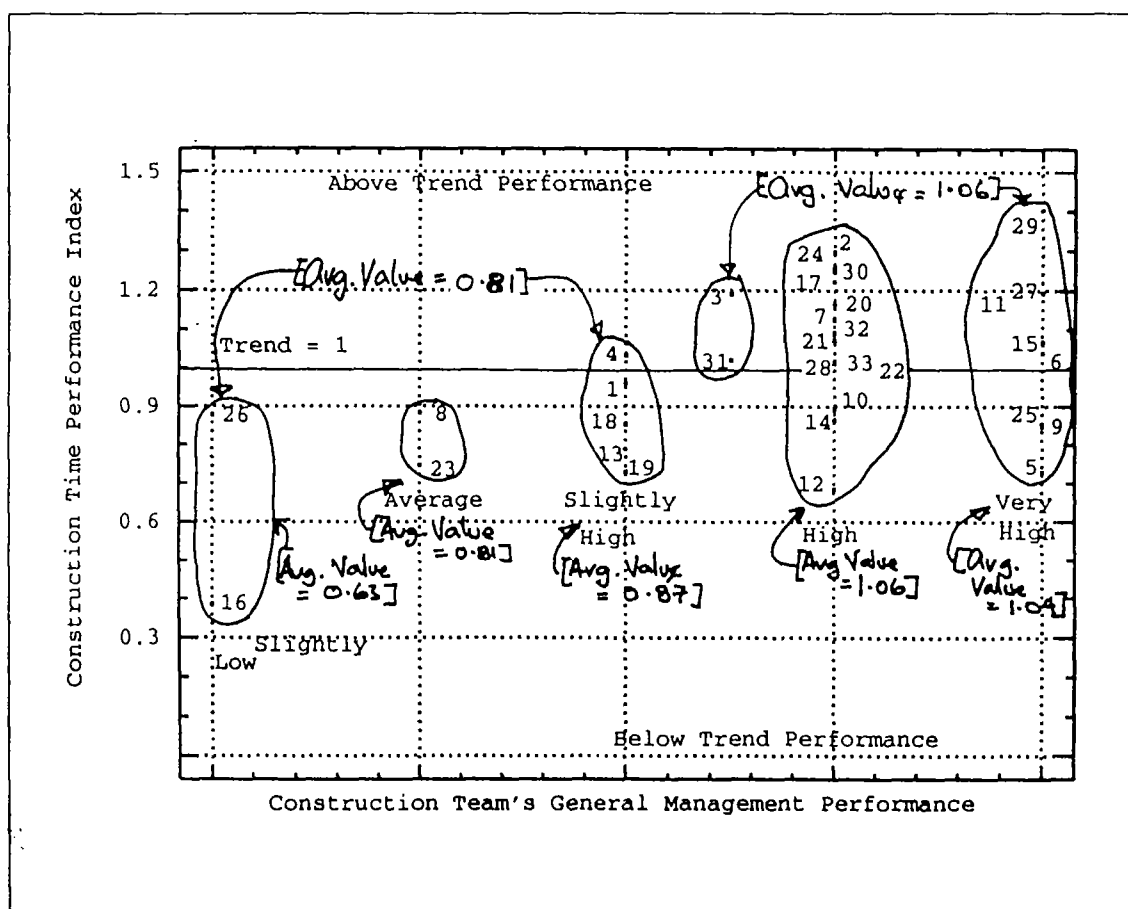 Construction Time Performance Index
1.5
1.2
0.9
0.6
0.3
Above Trend Performance
[Avg. Value = 1.06]
[Avg. Value = 0.81]
Trend = 1
26
16
8
23
4
1
18
13
19
3
31
24
2
17
30
7
20
21
32
28
33
22
10
14
12
29
11
27
15
6
25
9
5
Slightly
Low
[Avg. Value
= 0.63]
Average
[Avg. Value
= 0.81]
Slightly
High
[Avg. Value
= 0.87]
High
[Avg Value
= 1.06]
Very
High
[Avg.
Value
= 1.04]
Below Trend Performance
Construction Team's General Management Performance